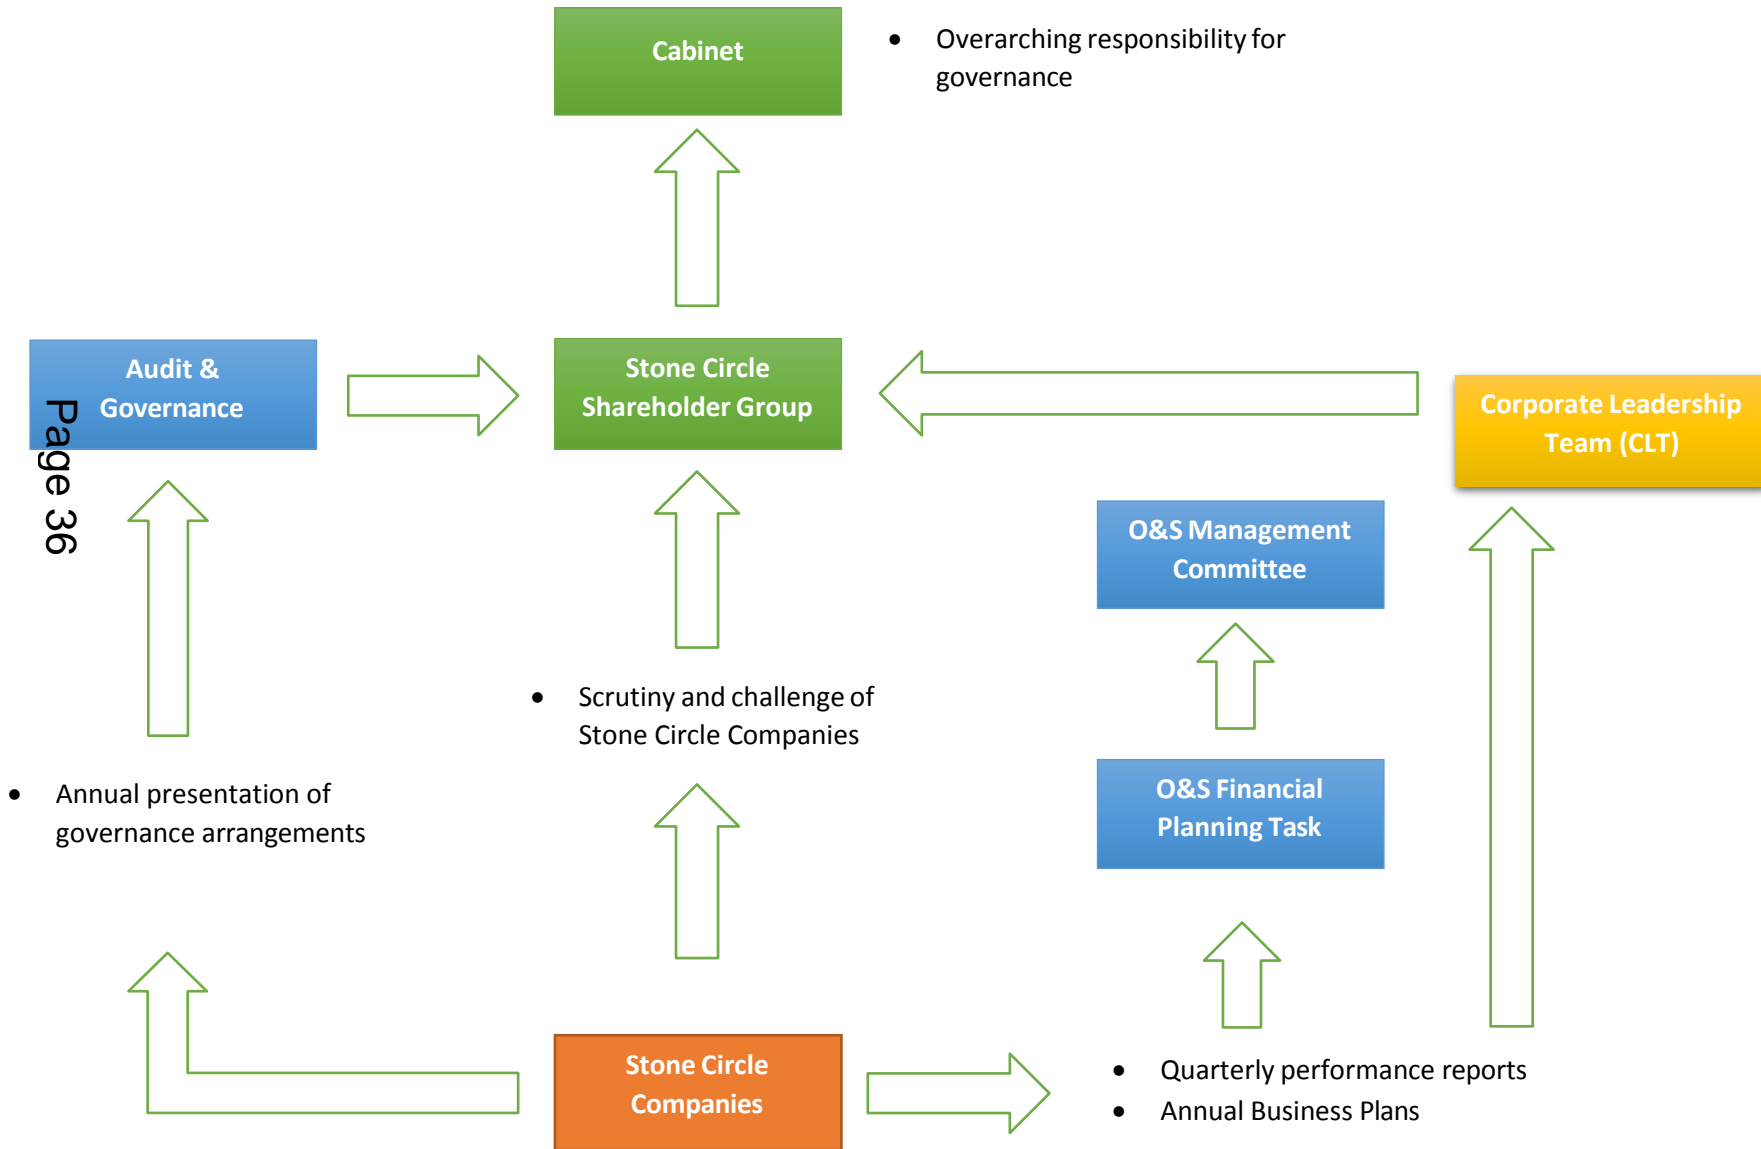 Cabinet
• Overarching responsibility for
governance
Audit &
Governance
Stone Circle
Shareholder Group
Corporate Leadership
Team (CLT)
Page 36
O&S Management
Committee
• Scrutiny and challenge of
Stone Circle Companies
• Annual presentation of
governance arrangements
O&S Financial
Planning Task
Stone Circle
Companies
• Quarterly performance reports
• Annual Business Plans